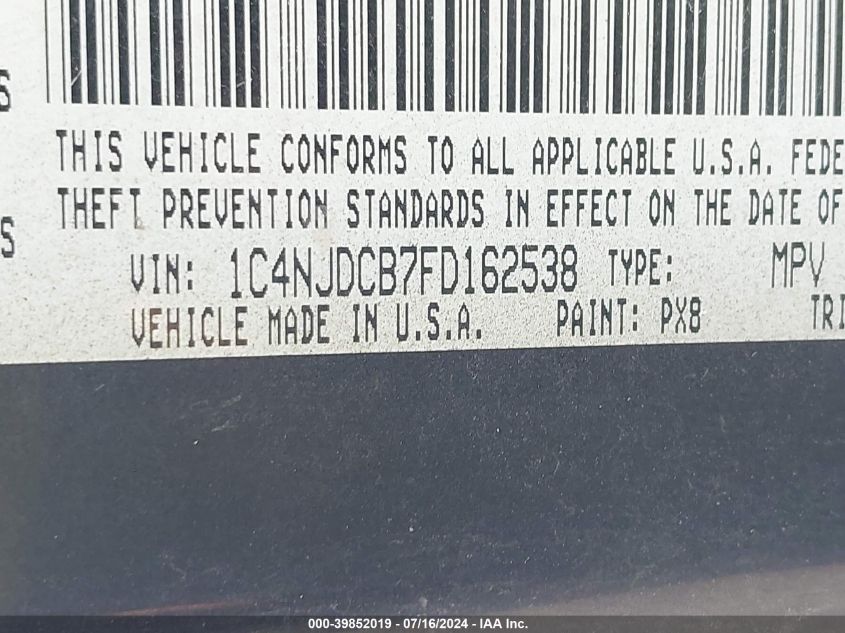 S
THIS VEHICLE CONFORMS TO ALL APPLICABLE U.S.A. FEDE
THEFT PREVENTION STANDARDS IN EFFECT ON THE DATE OF
S
VIN: 1C4NJDCB7FD162538 TYPE: MPV
VEHICLE MADE IN U.S.A. PAINT: PX8 TRI
000-39852019 - 07/16/2024 - IAA Inc.